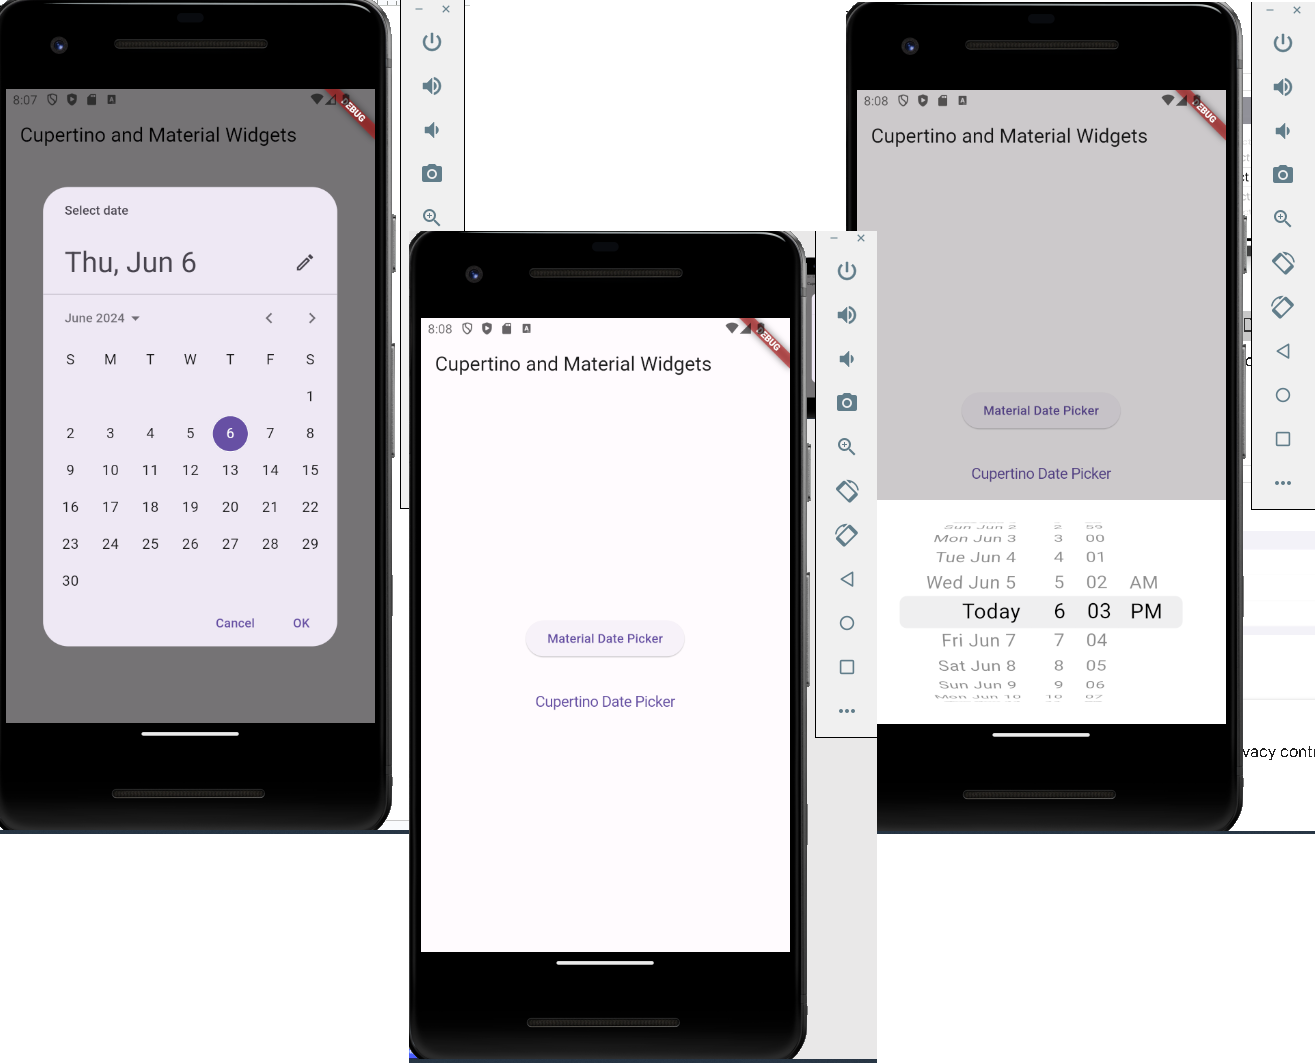 8:07
DEBUG
Cupertino and Material Widgets
Select date
Thu, Jun 6
June 2024
S M T W T F S
1
2 3 4 5 6 7 8
9 10 11 12 13 14 15
16 17 18 19 20 21 22
23 24 25 26 27 28 29
30
Cancel OK
8:08
DEBUG
Cupertino and Material Widgets
Material Date Picker
Cupertino Date Picker
8:08
DEBUG
Cupertino and Material Widgets
Material Date Picker
Cupertino Date Picker
Sun Jun 2 2 59
Mon Jun 3 3 00
Tue Jun 4 4 01
Wed Jun 5 5 02 AM
Today 6 03 PM
Fri Jun 7 7 04
Sat Jun 8 8 05
Sun Jun 9 9 06
Mon Jun 10 10 07
vacy cont